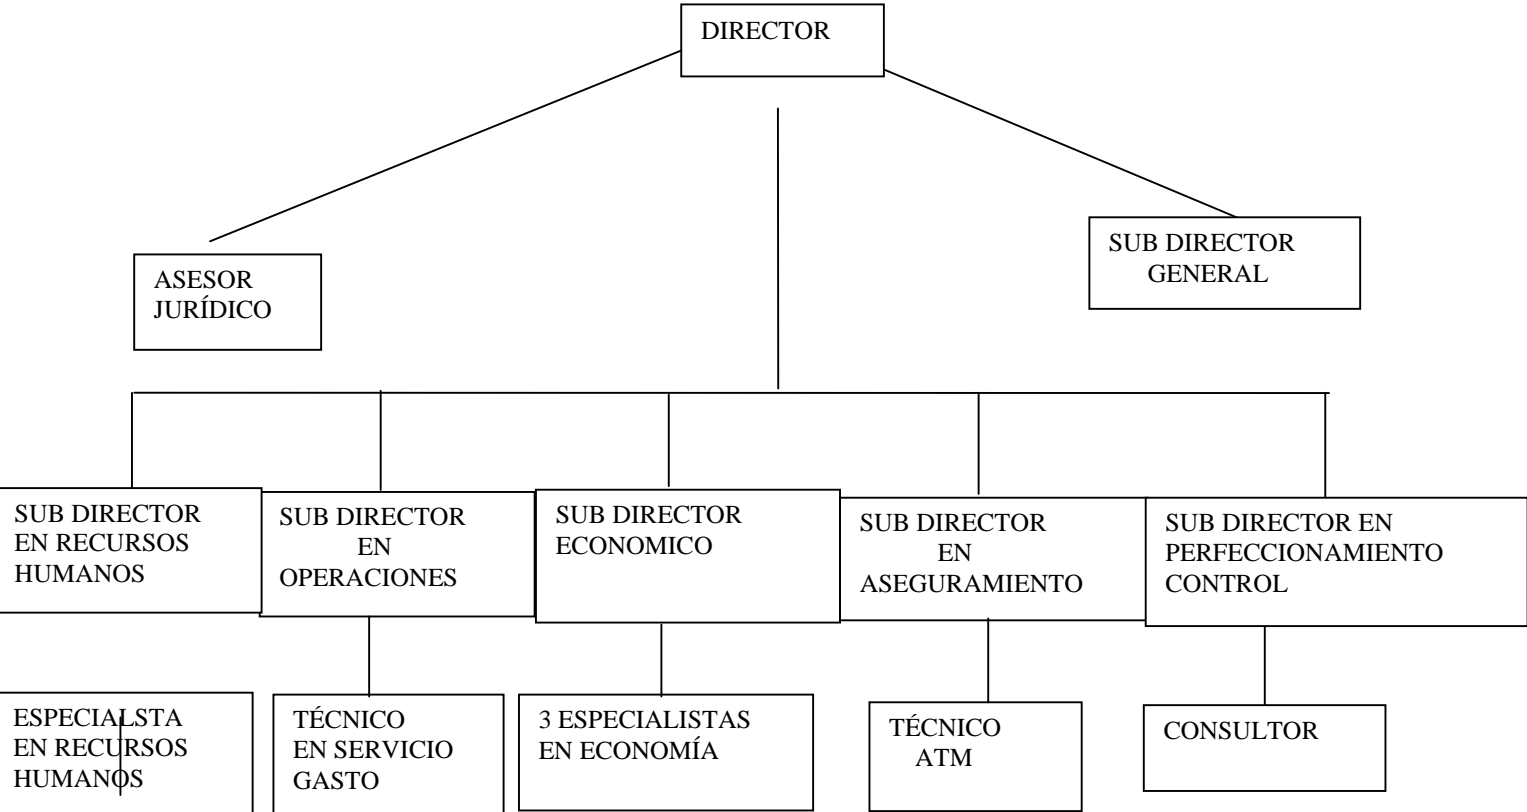 DIRECTOR
SUB DIRECTOR
GENERAL
ASESOR
JURÍDICO
SUB DIRECTOR
EN RECURSOS
HUMANOS
SUB DIRECTOR
EN
OPERACIONES
SUB DIRECTOR
ECONOMICO
SUB DIRECTOR
EN
ASEGURAMIENTO
SUB DIRECTOR EN
PERFECCIONAMIENTO
CONTROL
ESPECIALSTA
EN RECURSOS
HUMANOS
TÉCNICO
EN SERVICIO
GASTO
3 ESPECIALISTAS
EN ECONOMÍA
TÉCNICO
ATM
CONSULTOR